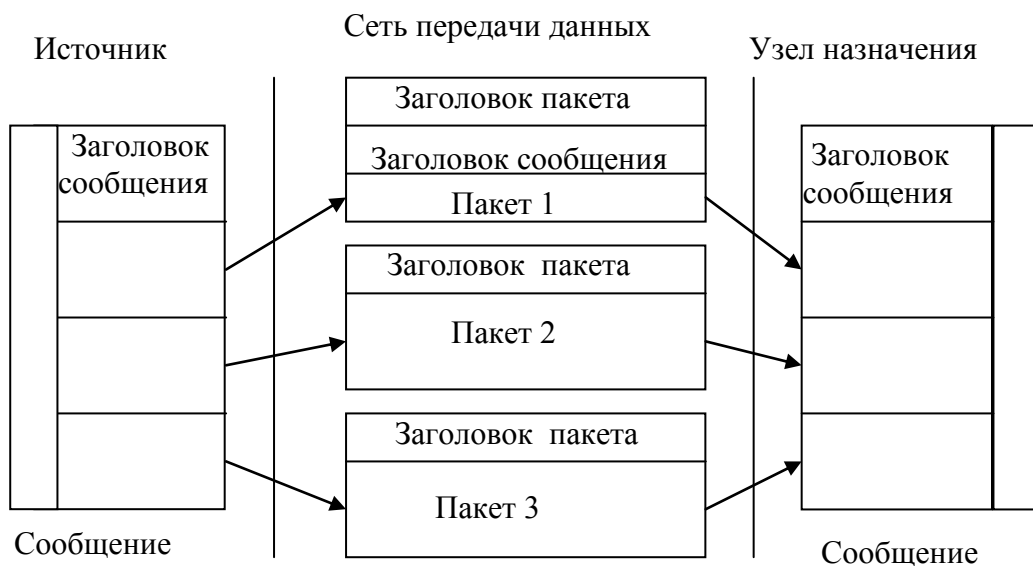 Сеть передачи данных
Источник
Узел назначения
Заголовок пакета
Заголовок
сообщения
Заголовок сообщения
Пакет 1
Заголовок
сообщения
Заголовок пакета
Пакет 2
Заголовок пакета
Пакет 3
Сообщение
Сообщение